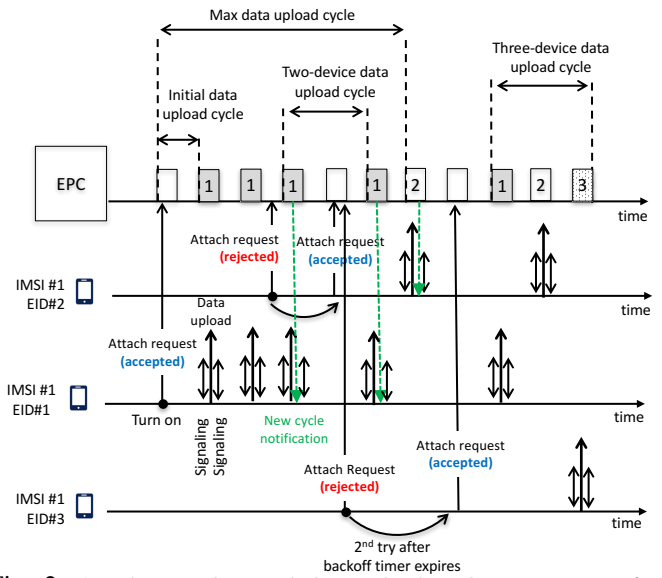 Max data upload cycle
Three-device data
upload cycle
Two-device data
upload cycle
Initial data
upload cycle
EPC
1
1
1
1
2
1
2
3
time
Attach request
(rejected)
Attach request
(accepted)
IMSI #1
EID#2
time
Data
upload
Attach request
(accepted)
IMSI #1
EID#1
time
Turn on
Signaling
Signaling
New cycle
notification
Attach request
(accepted)
Attach Request
(rejected)
IMSI #1
EID#3
time
2nd try after
backoff timer expires